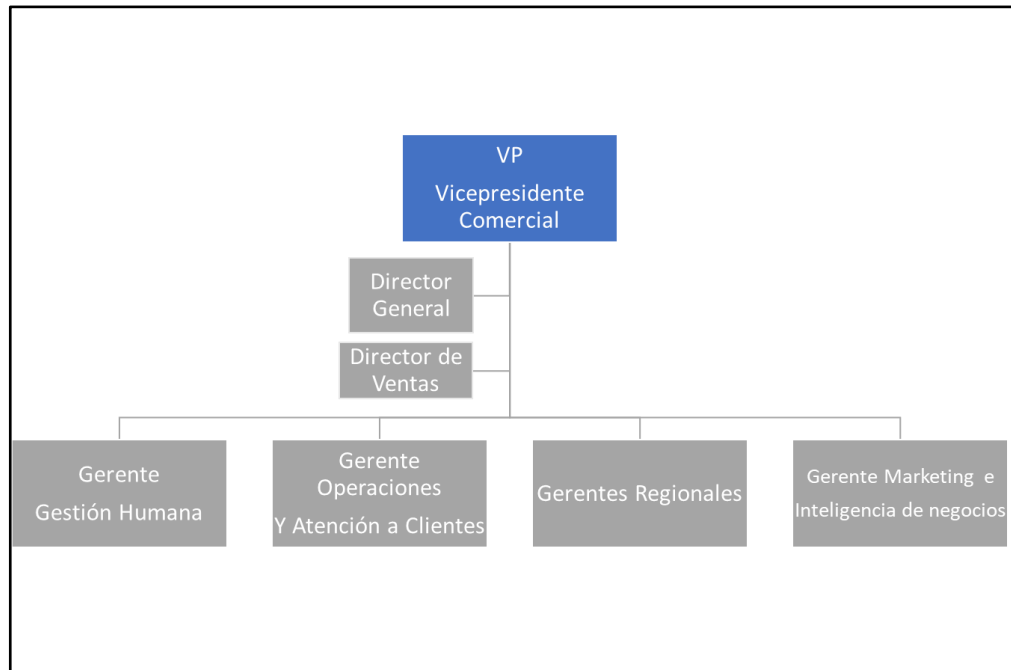 VP
Vicepresidente
Comercial
Director
General
Director de
Ventas
Gerente
Gestión Humana
Gerente
Operaciones
Y Atención a Clientes
Gerentes Regionales
Gerente Marketing e
Inteligencia de negocios